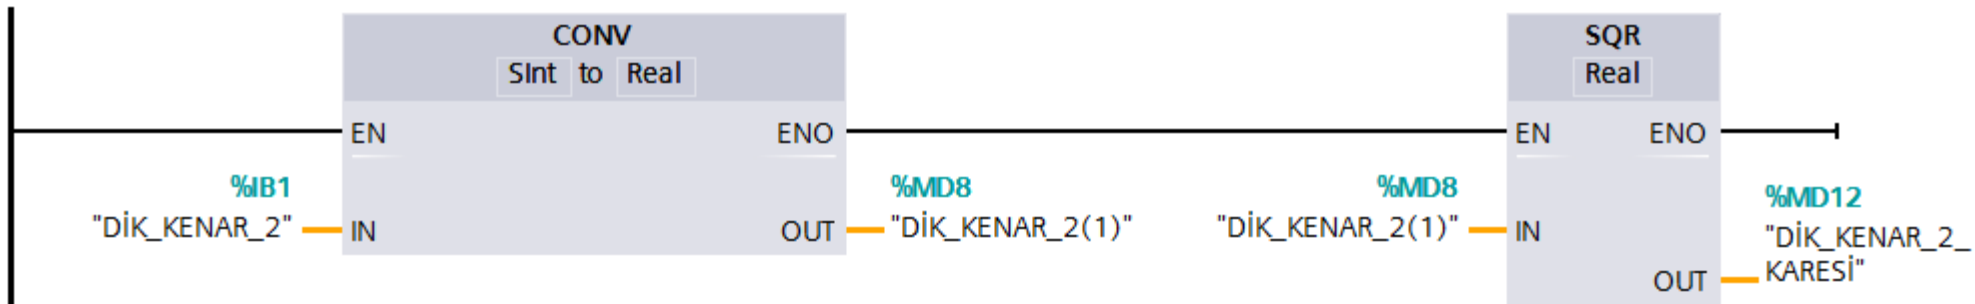 CONV
SInt to Real
EN
ENO
%IB1
"DİK_KENAR_2"
IN
OUT
%MD8
"DİK_KENAR_2(1)"
SQR
Real
EN
ENO
%MD8
"DİK_KENAR_2(1)"
IN
OUT
%MD12
"DİK_KENAR_2_
KARESİ"